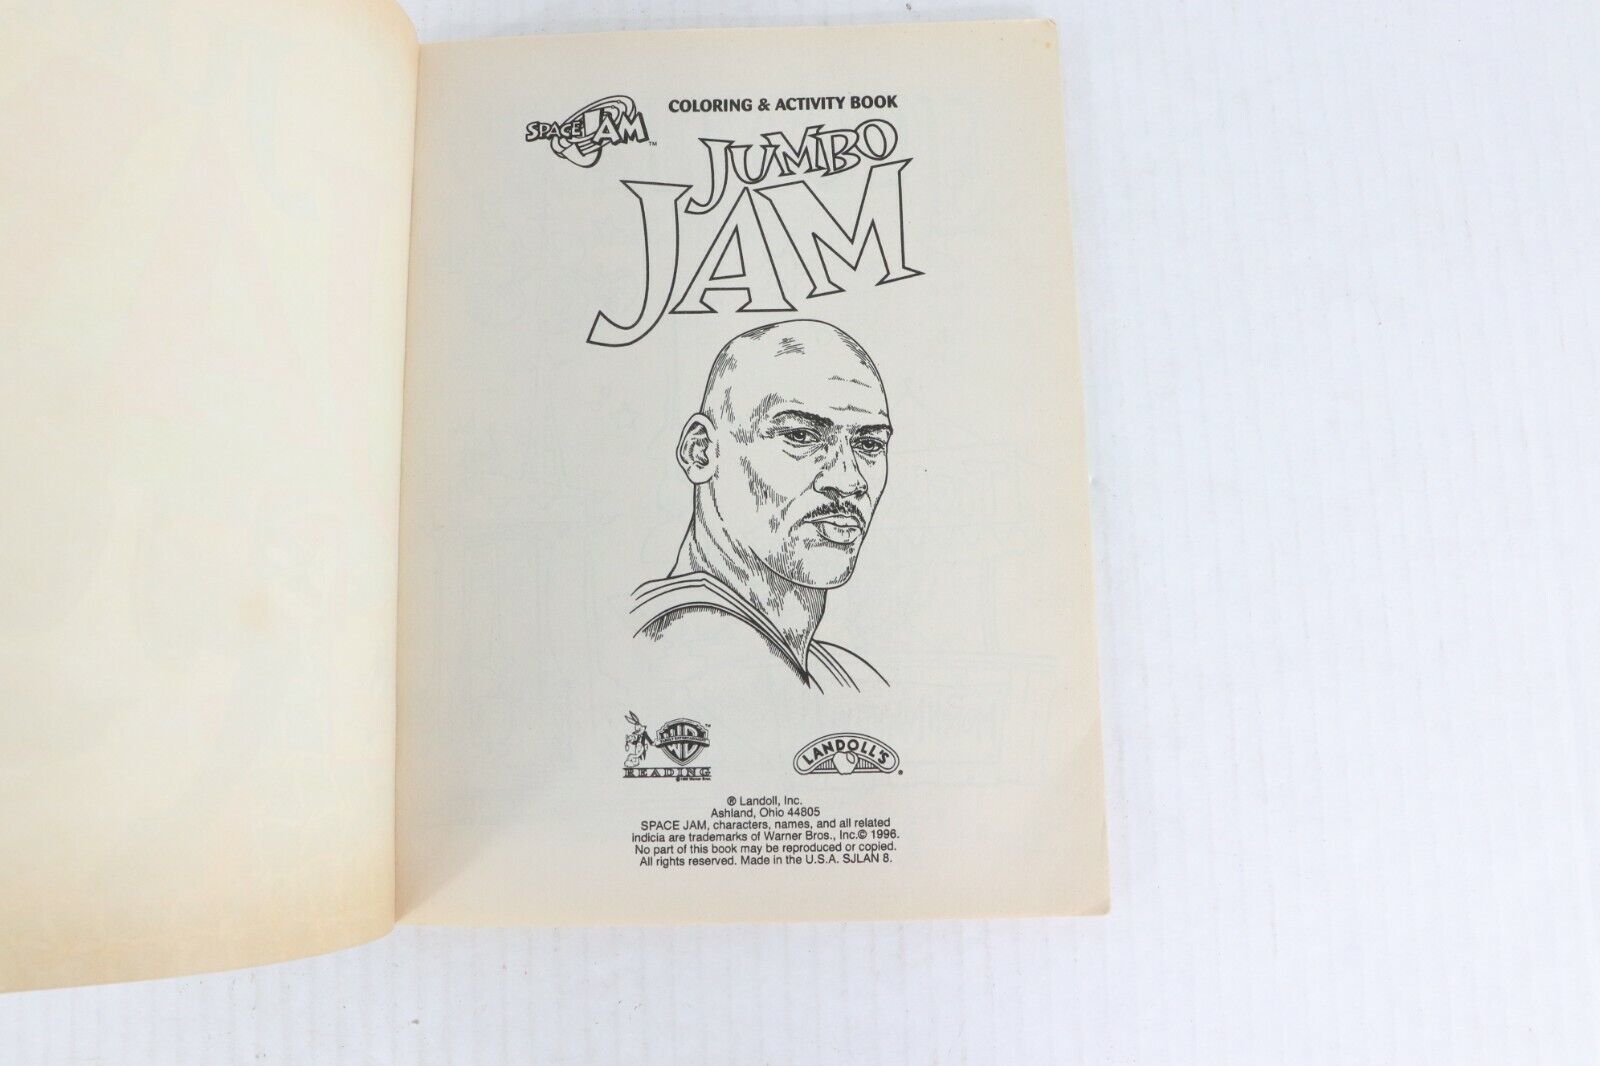 SPACE JAM™
COLORING & ACTIVITY BOOK
JUMBO
JAM
WB
READING
LANDOLL'S®
® Landoll, Inc.
Ashland, Ohio 44805
SPACE JAM, characters, names, and all related
indicia are trademarks of Warner Bros., Inc.© 1996.
No part of this book may be reproduced or copied.
All rights reserved. Made in the U.S.A. SJLAN 8.